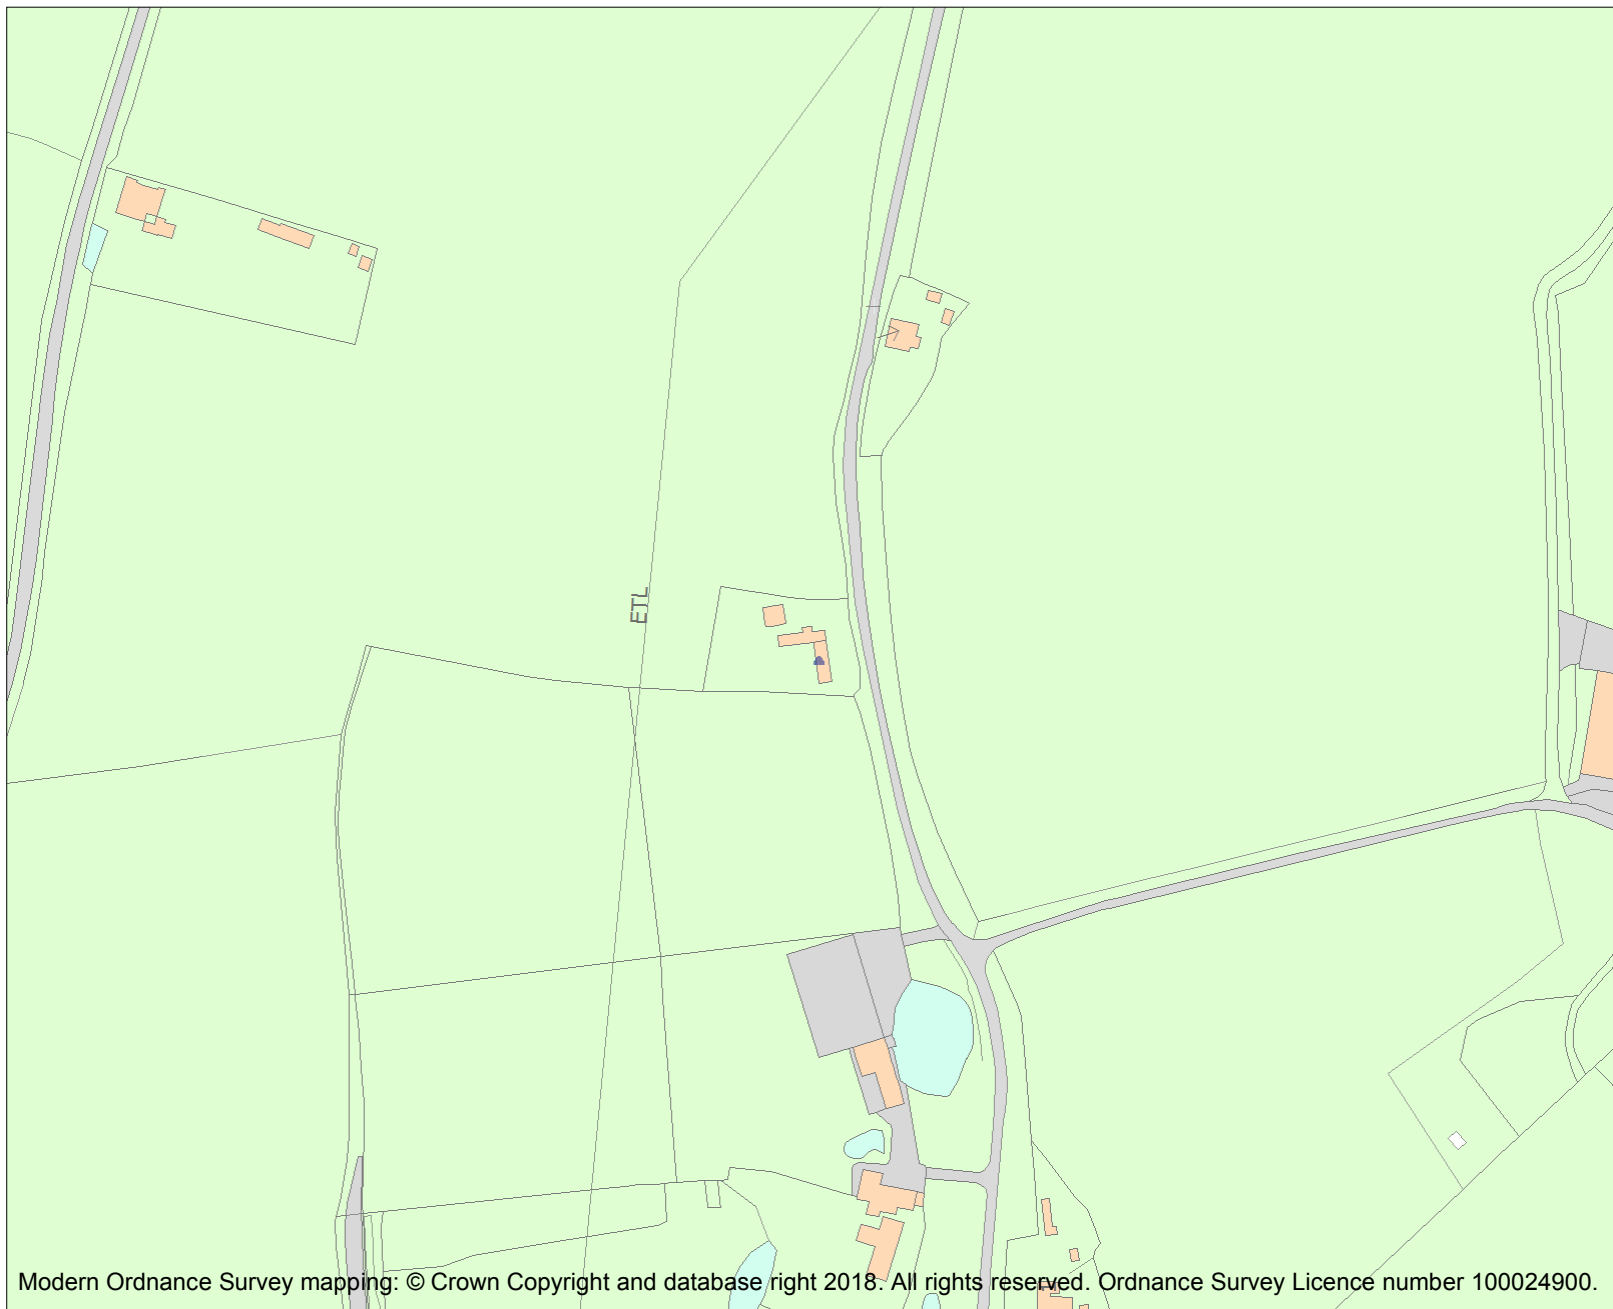 ETL
Modern Ordnance Survey mapping: © Crown Copyright and database right 2018. All rights reserved. Ordnance Survey Licence number 100024900.